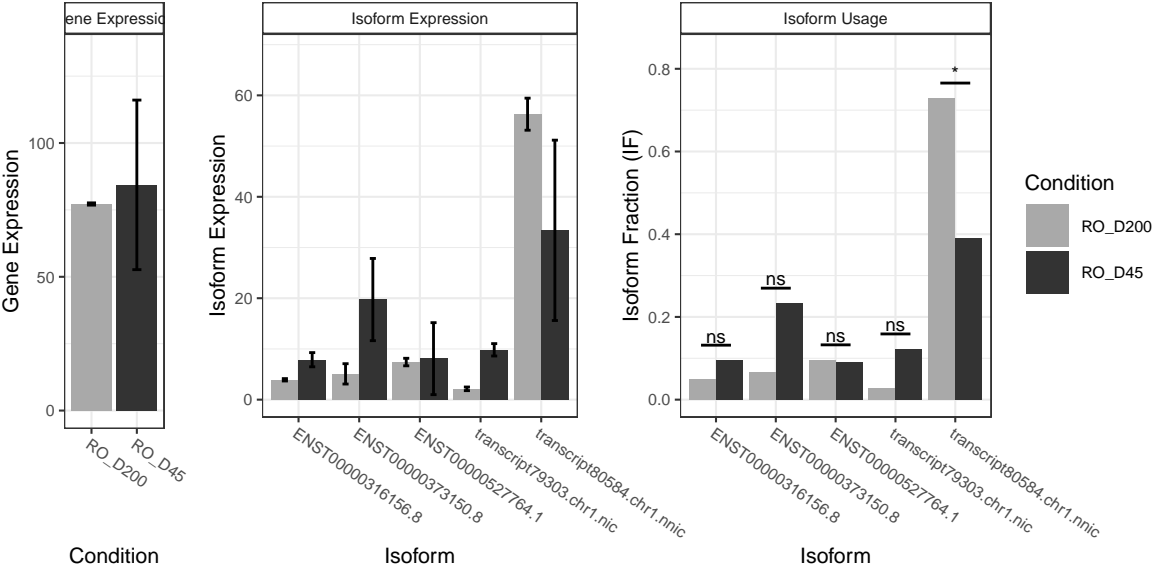 ene Expressio
Gene Expression
100
50
0
RO_D200
RO_D45
Condition
Isoform Expression
Isoform Expression
60
40
20
0
ENST00000316156.8
ENST00000373150.8
ENST00000527764.1
transcript79303.chr1.nic
transcript80584.chr1.nnic
Isoform
Isoform Usage
Isoform Fraction (IF)
0.8
0.6
0.4
0.2
0.0
ns
ns
ns
ns
*
ENST00000316156.8
ENST00000373150.8
ENST00000527764.1
transcript79303.chr1.nic
transcript80584.chr1.nnic
Isoform
Condition
RO_D200
RO_D45